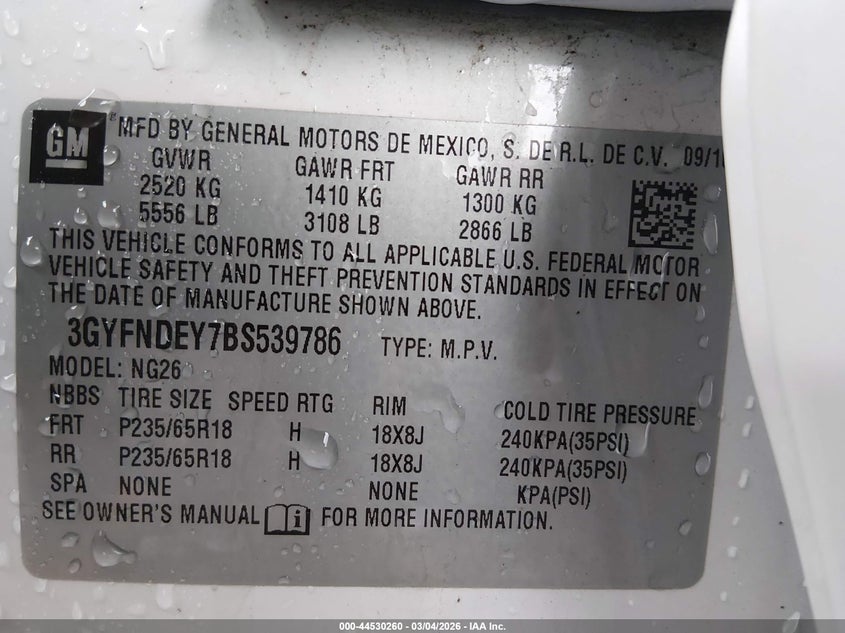 GM
® MFD BY GENERAL MOTORS DE MEXICO, S. DE R.L. DE C.V. 09/1
GVWR GAWR FRT GAWR RR
2520 KG 1410 KG 1300 KG
5556 LB 3108 LB 2866 LB
THIS VEHICLE CONFORMS TO ALL APPLICABLE U.S. FEDERAL MOTOR
VEHICLE SAFETY AND THEFT PREVENTION STANDARDS IN EFFECT ON
THE DATE OF MANUFACTURE SHOWN ABOVE.
3GYFNDEY7BS539786 TYPE: M.P.V.
MODEL: NG26
NBBS TIRE SIZE SPEED RTG RIM COLD TIRE PRESSURE
FRT P235/65R18 H 18X8J 240KPA(35PSI)
RR P235/65R18 H 18X8J 240KPA(35PSI)
SPA NONE NONE KPA(PSI)
SEE OWNER'S MANUAL i FOR MORE INFORMATION.
000-44530260 - 03/04/2026 - IAA Inc.